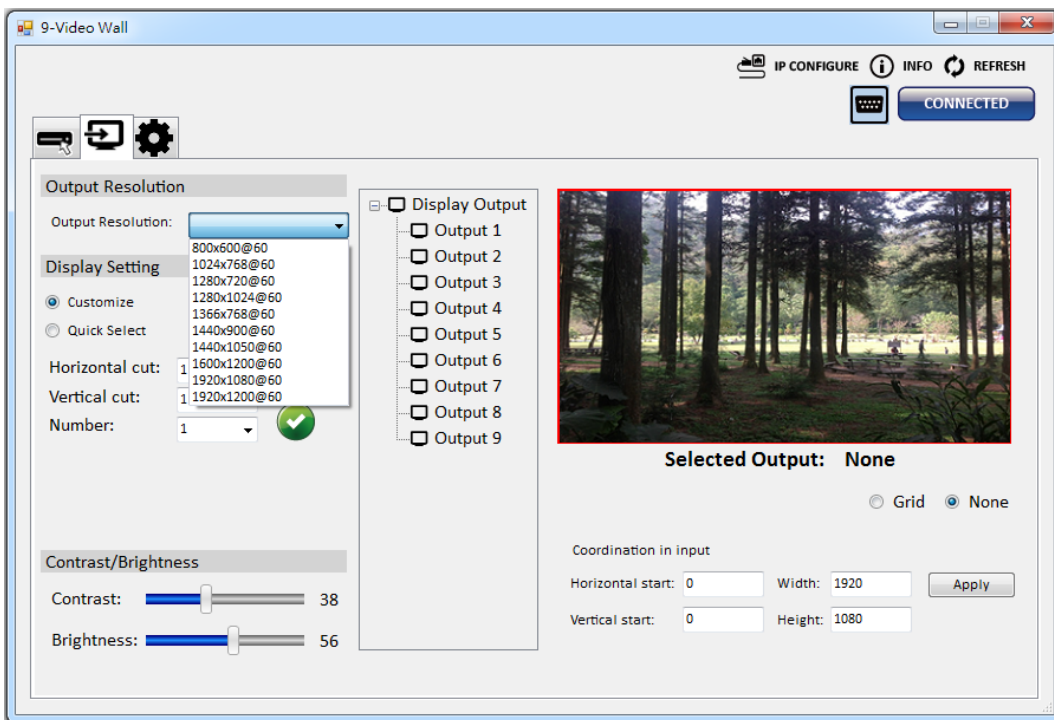 9-Video Wall
IP CONFIGURE INFO REFRESH
CONNECTED
Output Resolution
Output Resolution:
800x600@60
1024x768@60
1280x720@60
1280x1024@60
1366x768@60
1440x900@60
1440x1050@60
1600x1200@60
1920x1080@60
1920x1200@60
Display Setting
Customize
Quick Select
Horizontal cut: 1
Vertical cut: 1
Number: 1
Contrast/Brightness
Contrast: 38
Brightness: 56
Display Output
Output 1
Output 2
Output 3
Output 4
Output 5
Output 6
Output 7
Output 8
Output 9
Selected Output: None
Grid None
Coordination in input
Horizontal start: 0 Width: 1920 Apply
Vertical start: 0 Height: 1080